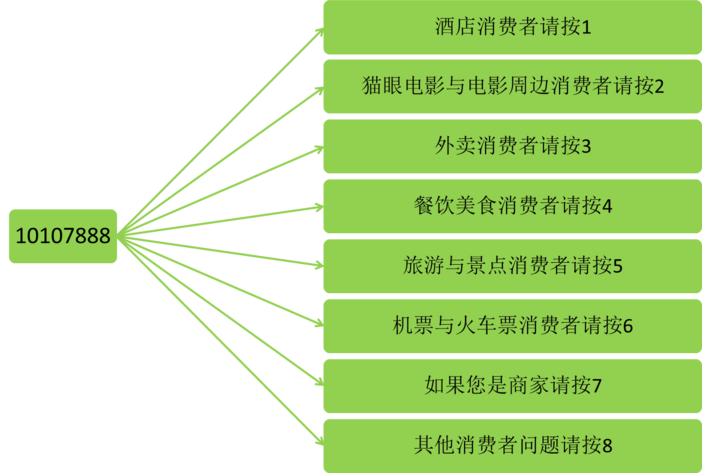 10107888
酒店消费者请按1
猫眼电影与电影周边消费者请按2
外卖消费者请按3
餐饮美食消费者请按4
旅游与景点消费者请按5
机票与火车票消费者请按6
如果您是商家请按7
其他消费者问题请按8